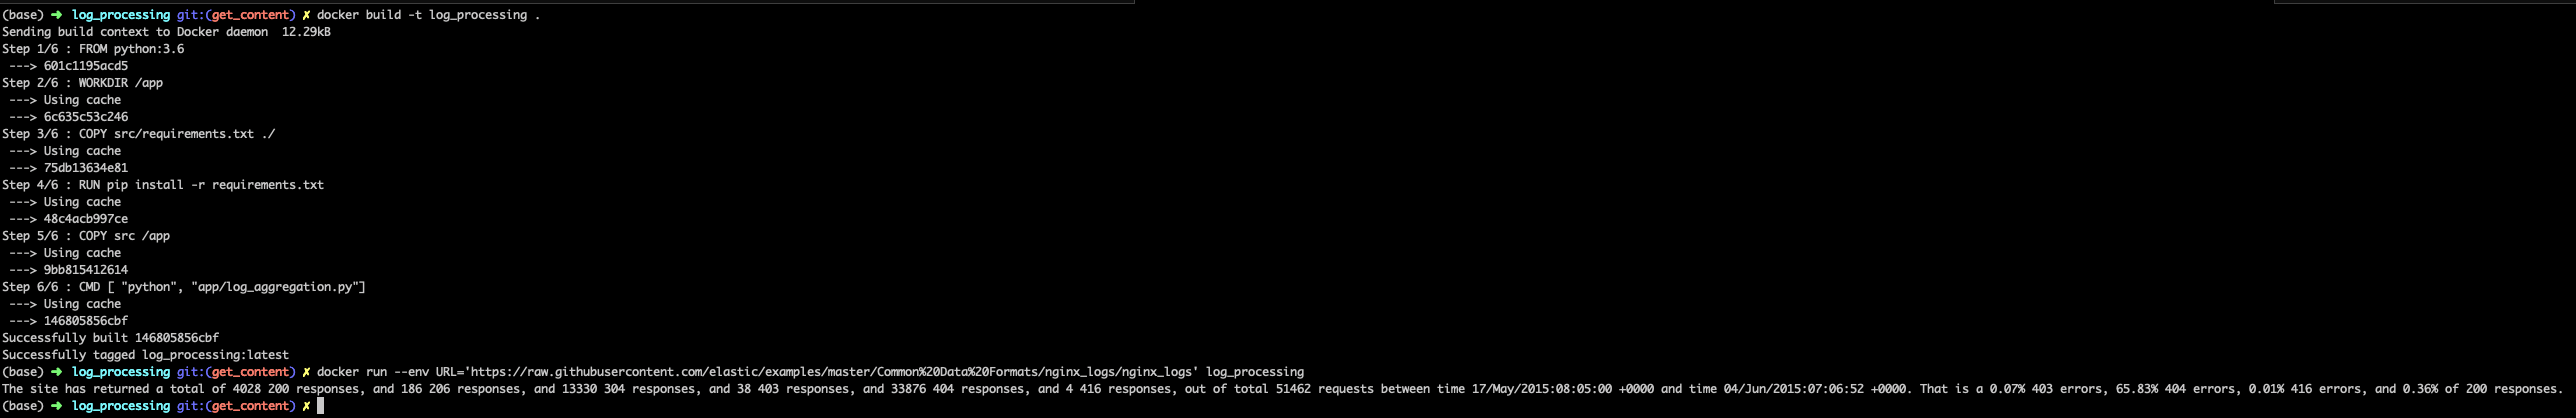 (base) ➜ log_processing git:(get_content) ✗ docker build -t log_processing .
Sending build context to Docker daemon  12.29kB
Step 1/6 : FROM python:3.6
 ---> 601c1195acd5
Step 2/6 : WORKDIR /app
 ---> Using cache
 ---> 6c635c53c246
Step 3/6 : COPY src/requirements.txt ./
 ---> Using cache
 ---> 75db13634e81
Step 4/6 : RUN pip install -r requirements.txt
 ---> Using cache
 ---> 48c4acb997ce
Step 5/6 : COPY src /app
 ---> Using cache
 ---> 9bb815412614
Step 6/6 : CMD [ "python", "app/log_aggregation.py"]
 ---> Using cache
 ---> 146805856cbf
Successfully built 146805856cbf
Successfully tagged log_processing:latest
(base) ➜ log_processing git:(get_content) ✗ docker run --env URL='https://raw.githubusercontent.com/elastic/examples/master/Common%20Data%20Formats/nginx_logs/nginx_logs' log_processing
The site has returned a total of 4028 200 responses, and 186 206 responses, and 13330 304 responses, and 38 403 responses, and 33876 404 responses, and 4 416 responses, out of total 51462 requests between time 17/May/2015:08:05:00 +0000 and time 04/Jun/2015:07:06:52 +0000. That is a 0.07% 403 errors, 65.83% 404 errors, 0.01% 416 errors, and 0.36% of 200 responses.
(base) ➜ log_processing git:(get_content) ✗